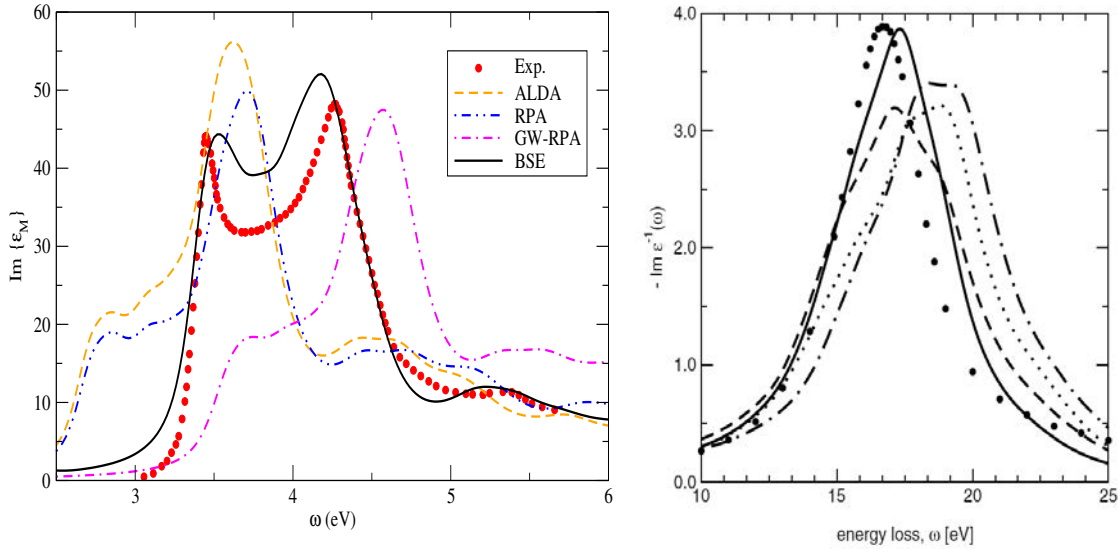 Im {ε_M}
60
50
40
30
20
10
0
Exp.
ALDA
RPA
GW-RPA
BSE
3
4
5
6
ω (eV)
- Im ε⁻¹(ω)
4.0
3.0
2.0
1.0
0.0
10
15
20
25
energy loss, ω [eV]